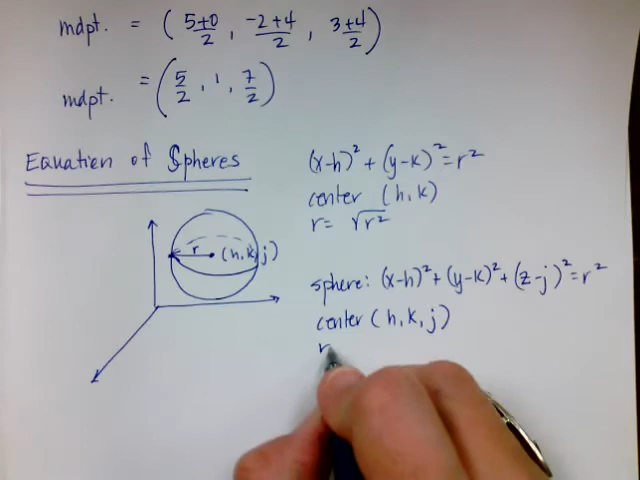 mdpt. = (5+0/2, -2+4/2, 3+4/2)
mdpt. = (5/2, 1, 7/2)
Equation of Spheres
(x-h)² + (y-k)² = r²
center (h, k)
r = √r²
r (h, k, j)
sphere: (x-h)² + (y-k)² + (z-j)² = r²
center (h, k, j)
r